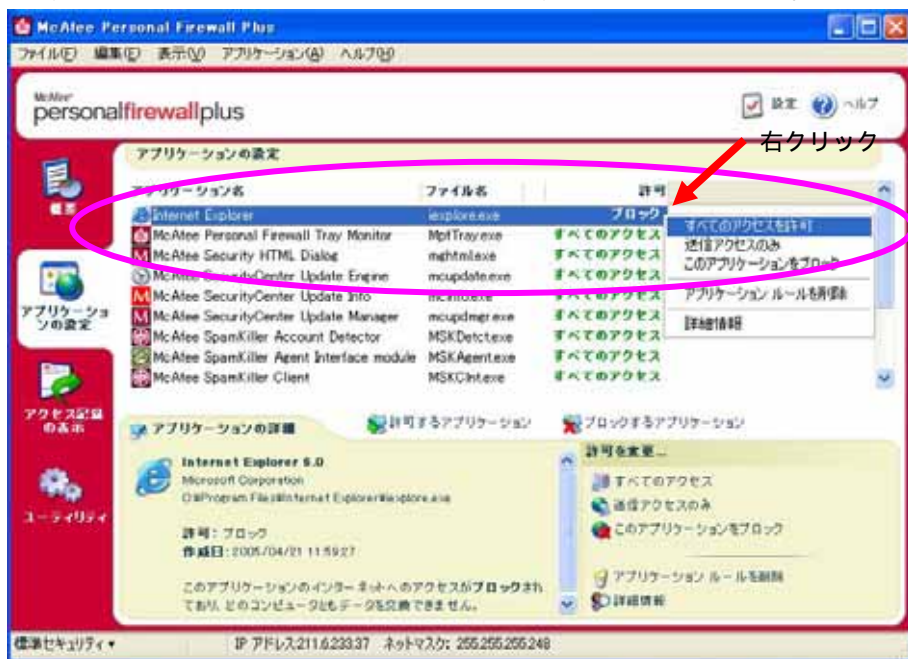 McAfee Personal Firewall Plus
ファイル(F) 編集(E) 表示(V) アプリケーション(A) ヘルプ(H)
McAfee
personalfirewallplus
設定 ヘルプ
右クリック
アプリケーションの設定
アプリケーション名 ファイル名 許可
Internet Explorer iexplore.exe ブロック
McAfee Personal Firewall Tray Monitor MpfTray.exe すべてのアクセス
McAfee Security HTML Dialog mghtml.exe すべてのアクセス
McAfee SecurityCenter Update Engine mcupdate.exe すべてのアクセス
McAfee SecurityCenter Update Info mcinfo.exe すべてのアクセス
McAfee SecurityCenter Update Manager mcupdmgr.exe すべてのアクセス
McAfee SpamKiller Account Detector MSKDetct.exe すべてのアクセス
McAfee SpamKiller Agent Interface module MSKAgent.exe すべてのアクセス
McAfee SpamKiller Client MSKClnt.exe すべてのアクセス
すべてのアクセスを許可
送信アクセスのみ
このアプリケーションをブロック
アプリケーション ルールを削除
詳細情報
概要
アプリケーションの設定
アクセス記録の表示
ユーティリティ
アプリケーションの詳細 許可するアプリケーション ブロックするアプリケーション
Internet Explorer 6.0
Microsoft Corporation
C:¥Program Files¥Internet Explorer¥iexplore.exe
許可: ブロック
作成日: 2005/04/21 11:59:27
このアプリケーションのインターネットへのアクセスがブロックされ
ており、どのコンピュータともデータを交換できません。
許可を変更...
すべてのアクセス
送信アクセスのみ
このアプリケーションをブロック
アプリケーション ルールを削除
詳細情報
標準セキュリティ IP アドレス:211.6.233.37 ネットマスク: 255.255.255.248